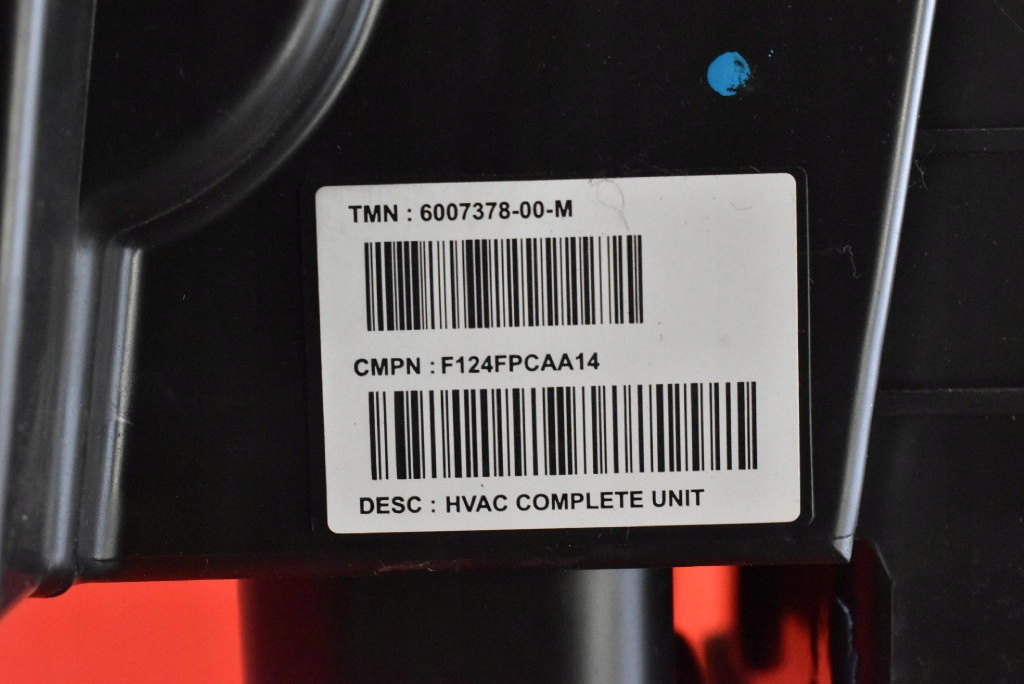 TMN : 6007378-00-M
CMPN : F124FPCAA14
DESC : HVAC COMPLETE UNIT